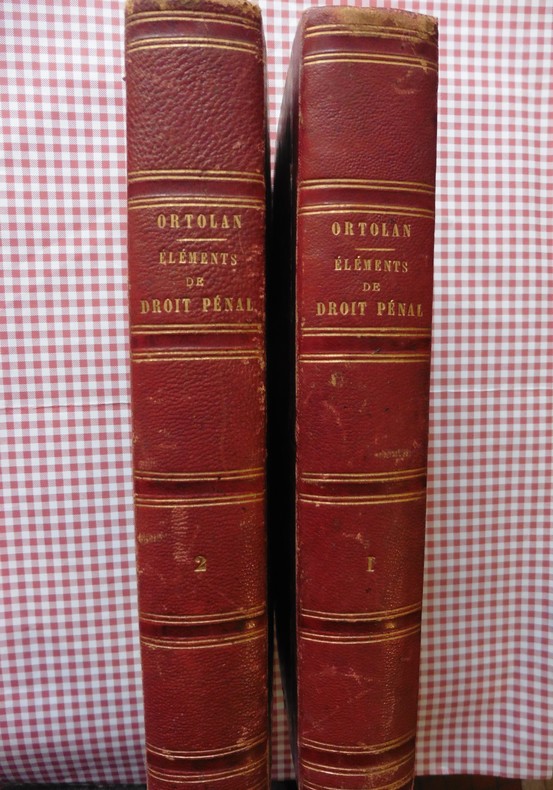 ORTOLAN
ÉLÉMENTS
DE
DROIT PÉNAL
2
ORTOLAN
ÉLÉMENTS
DE
DROIT PÉNAL
I